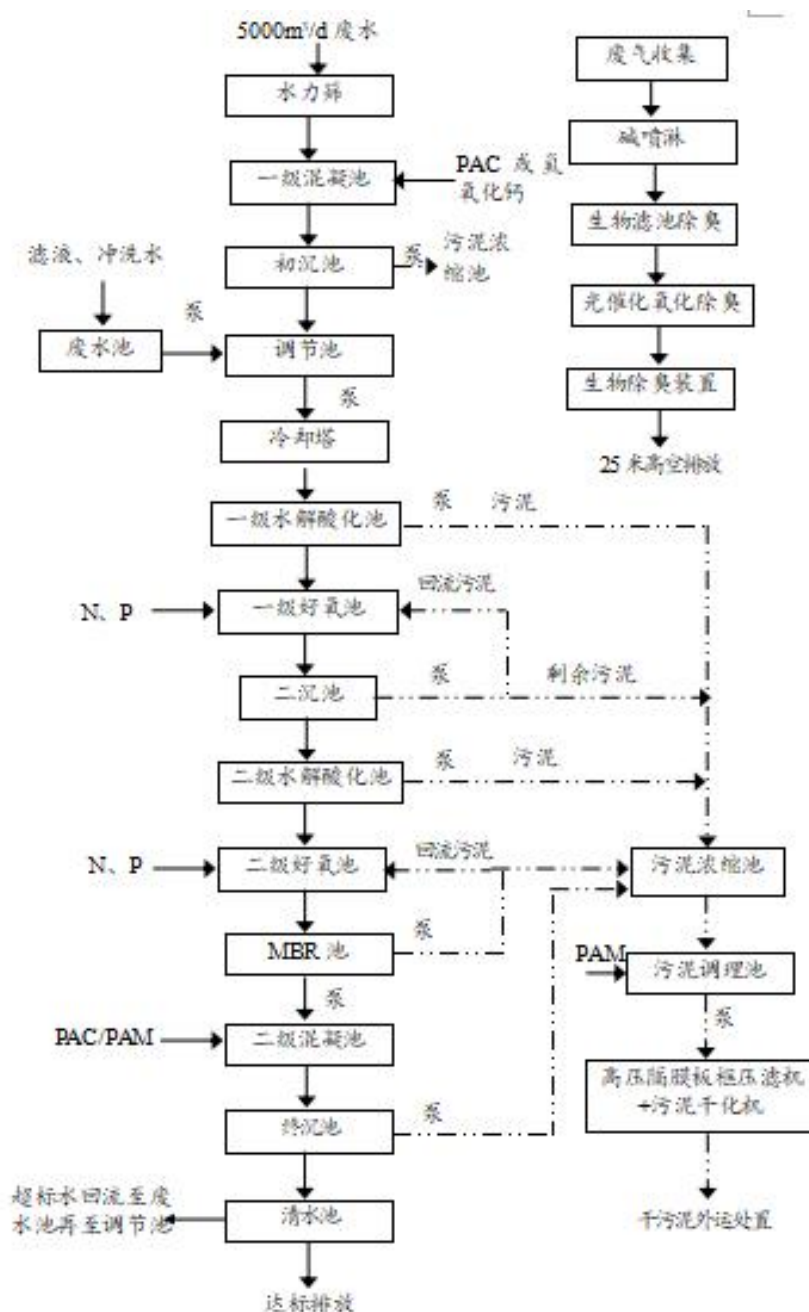 5000m³/d 废水
水力筛
一级混凝池
PAC 或氢
氧化钙
初沉池
泵
污泥浓
缩池
滤液、冲洗水
泵
废水池
调节池
泵
冷却塔
一级水解酸化池
泵 污泥
N、P
一级好氧池
回流污泥
二沉池
泵
剩余污泥
二级水解酸化池
泵 污泥
N、P
二级好氧池
回流污泥
MBR 池
泵
泵
PAC/PAM
二级混凝池
终沉池
泵
超标水回流至废
水池再至调节池
清水池
达标排放
废气收集
碱喷淋
生物滤池除臭
光催化氧化除臭
生物除臭装置
25 米高空排放
污泥浓缩池
PAM
污泥调理池
泵
高压隔膜板框压滤机
+污泥干化机
干污泥外运处置